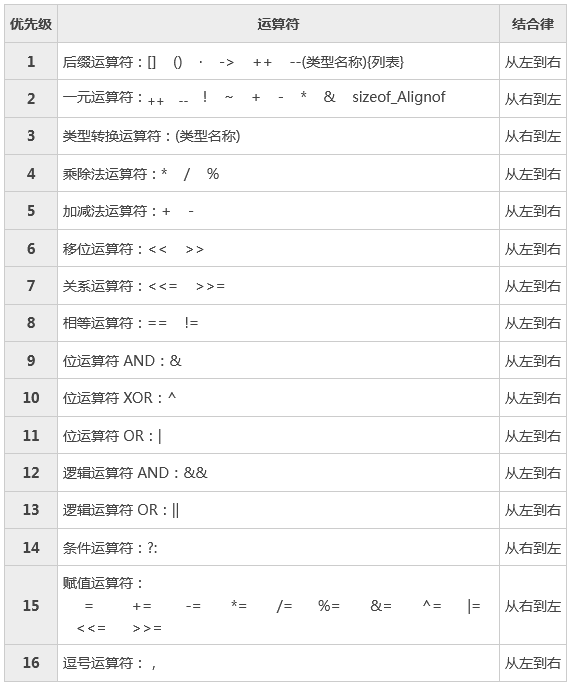 优先级 运算符 结合律
1 后缀运算符：[] () · -> ++ --(类型名称){列表} 从左到右
2 一元运算符：++ -- ! ~ + - * & sizeof_Alignof 从右到左
3 类型转换运算符：(类型名称) 从右到左
4 乘除法运算符：* / % 从左到右
5 加减法运算符：+ - 从左到右
6 移位运算符：<< >> 从左到右
7 关系运算符：<<= >>= 从左到右
8 相等运算符：== != 从左到右
9 位运算符 AND：& 从左到右
10 位运算符 XOR：^ 从左到右
11 位运算符 OR：| 从左到右
12 逻辑运算符 AND：&& 从左到右
13 逻辑运算符 OR：|| 从左到右
14 条件运算符：?: 从右到左
15 赋值运算符：
= += -= *= /= %= &= ^= |= 从右到左
<<= >>=
16 逗号运算符：， 从左到右